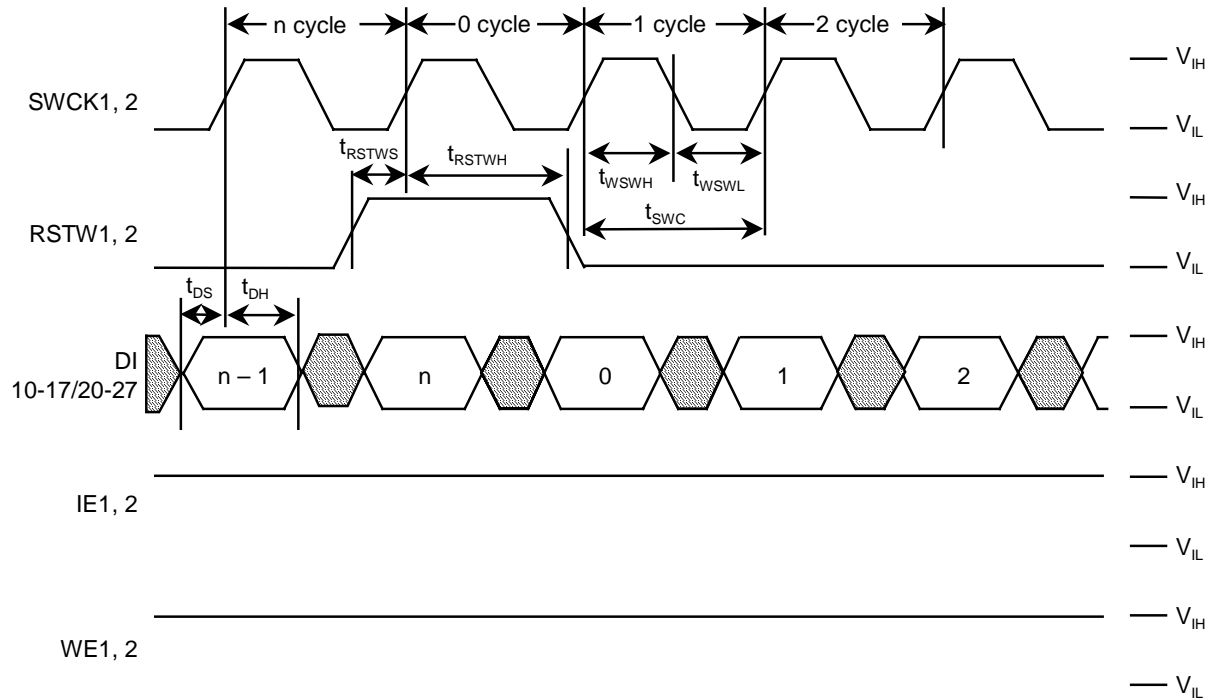 n cycle 0 cycle 1 cycle 2 cycle
VIH
SWCK1, 2
VIL
tRSTWS tRSTWH
tWSWH tWSWL
VIH
tSWC
RSTW1, 2
VIL
tDS tDH
VIH
DI
10-17/20-27
n – 1 n 0 1 2
VIL
VIH
IE1, 2
VIL
VIH
WE1, 2
VIL